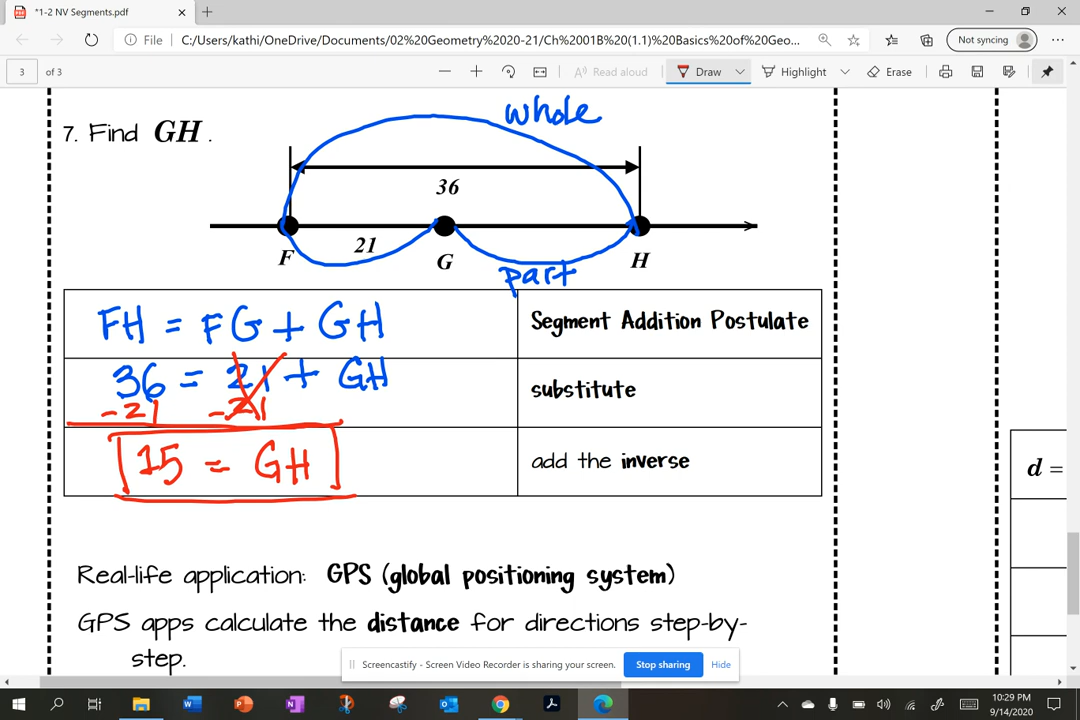 *1-2 NV Segments.pdf
File C:/Users/kathi/OneDrive/Documents/02%20Geometry%2020-21/Ch%2001B%20(1.1)%20Basics%20of%20Geo... Not syncing
3 of 3 Read aloud Draw Highlight Erase
whole
7. Find GH.
36
21
F G H
part
FH = FG + GH Segment Addition Postulate
36 = 21 + GH substitute
-21 -21
15 = GH add the inverse
d =
Real-life application: GPS (global positioning system)
GPS apps calculate the distance for directions step-by-
step.
Screencastify - Screen Video Recorder is sharing your screen. Stop sharing Hide
10:29 PM
9/14/2020